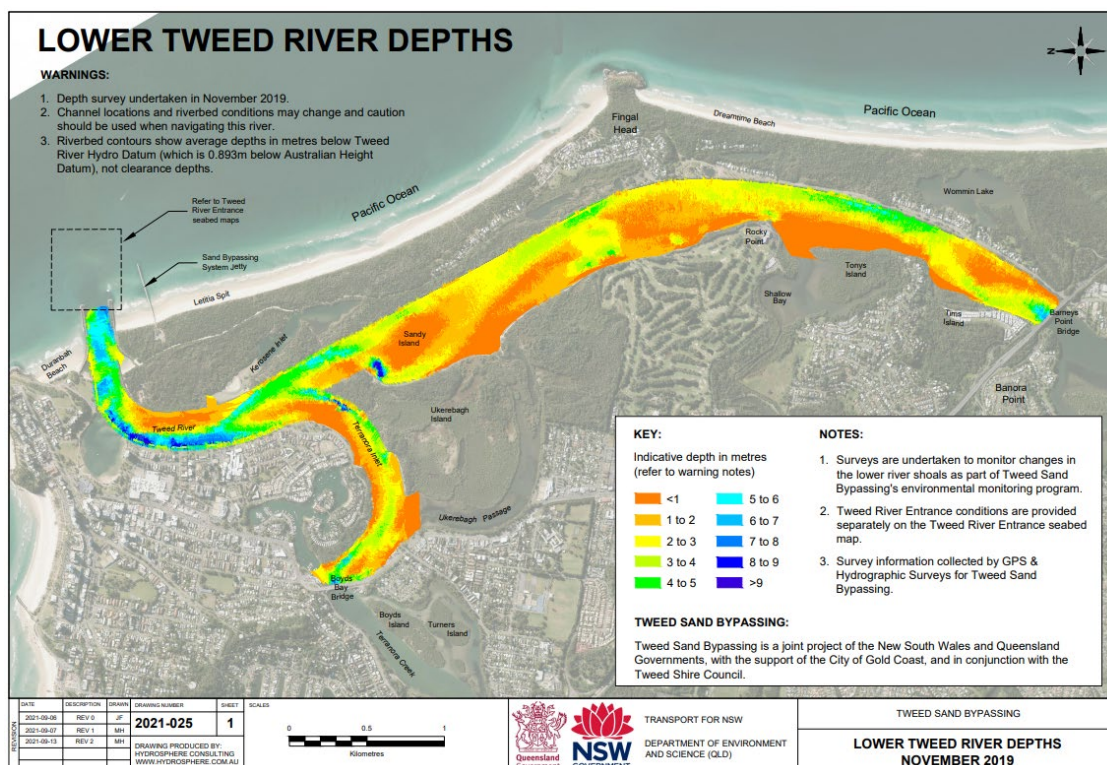 LOWER TWEED RIVER DEPTHS
WARNINGS:
1. Depth survey undertaken in November 2019.
2. Channel locations and riverbed conditions may change and caution
should be used when navigating this river.
3. Riverbed contours show average depths in metres below Tweed
River Hydro Datum (which is 0.893m below Australian Height
Datum), not clearance depths.
N
Pacific Ocean
Fingal
Head
Dreamtime Beach
Wommin Lake
Refer to Tweed
River Entrance
seabed maps
Pacific Ocean
Sand Bypassing
System Jetty
Letitia Spit
Rocky
Point
Tonys
Island
Shallow
Bay
Tims
Island
Barneys
Point
Bridge
Banora
Point
Duranbah
Beach
Kerosene Inlet
Sandy
Island
Tweed River
Ukerebagh
Island
Terranora Inlet
Ukerebagh Passage
Boyds
Bay
Bridge
Boyds
Island
Turners
Island
Terranora Creek
KEY:
Indicative depth in metres
(refer to warning notes)
<1
1 to 2
2 to 3
3 to 4
4 to 5
5 to 6
6 to 7
7 to 8
8 to 9
>9
NOTES:
1. Surveys are undertaken to monitor changes in
the lower river shoals as part of Tweed Sand
Bypassing's environmental monitoring program.
2. Tweed River Entrance conditions are provided
separately on the Tweed River Entrance seabed
map.
3. Survey information collected by GPS &
Hydrographic Surveys for Tweed Sand
Bypassing.
TWEED SAND BYPASSING:
Tweed Sand Bypassing is a joint project of the New South Wales and Queensland
Governments, with the support of the City of Gold Coast, and in conjunction with the
Tweed Shire Council.
REVISION
DATE DESCRIPTION DRAWN
2021-09-06 REV 0 JF
2021-09-07 REV 1 MH
2021-09-13 REV 2 MH
DRAWING NUMBER SHEET
2021-025 1
DRAWING PRODUCED BY:
HYDROSPHERE CONSULTING
WWW.HYDROSPHERE.COM.AU
SCALES
0 0.5 1
Kilometres
Queensland
Government
NSW
GOVERNMENT
TRANSPORT FOR NSW
DEPARTMENT OF ENVIRONMENT
AND SCIENCE (QLD)
TWEED SAND BYPASSING
LOWER TWEED RIVER DEPTHS
NOVEMBER 2019